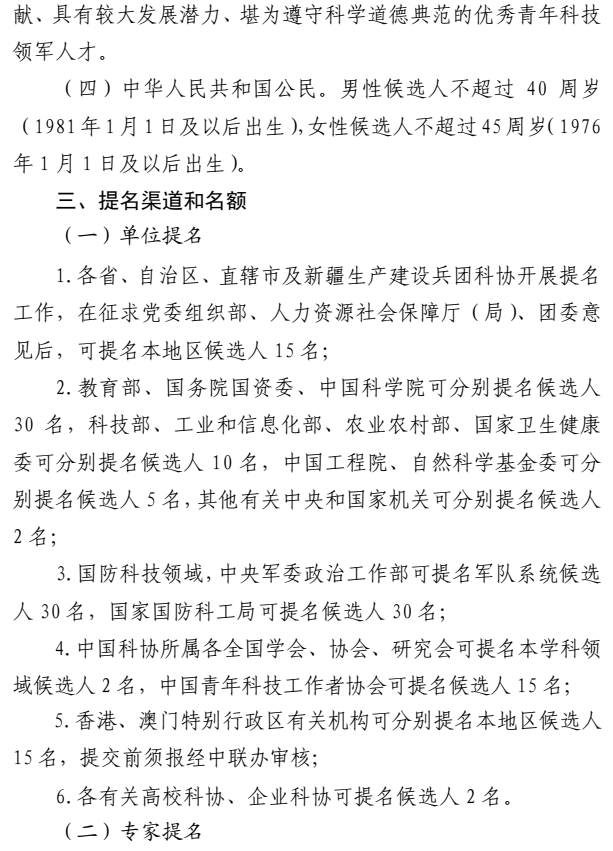 献、具有较大发展潜力、堪为遵守科学道德典范的优秀青年科技
领军人才。
（四）中华人民共和国公民。男性候选人不超过 40 周岁
（1981年1月1日及以后出生），女性候选人不超过45周岁（1976
年 1 月 1 日及以后出生）。
三、提名渠道和名额
（一）单位提名
1. 各省、自治区、直辖市及新疆生产建设兵团科协开展提名
工作，在征求党委组织部、人力资源社会保障厅（局）、团委意
见后，可提名本地区候选人 15 名；
2. 教育部、国务院国资委、中国科学院可分别提名候选人
30 名，科技部、工业和信息化部、农业农村部、国家卫生健康
委可分别提名候选人 10 名，中国工程院、自然科学基金委可分
别提名候选人 5 名，其他有关中央和国家机关可分别提名候选人
2 名；
3. 国防科技领域，中央军委政治工作部可提名军队系统候选
人 30 名，国家国防科工局可提名候选人 30 名；
4. 中国科协所属各全国学会、协会、研究会可提名本学科领
域候选人 2 名，中国青年科技工作者协会可提名候选人 15 名；
5. 香港、澳门特别行政区有关机构可分别提名本地区候选人
15 名，提交前须报经中联办审核；
6. 各有关高校科协、企业科协可提名候选人 2 名。
（二）专家提名